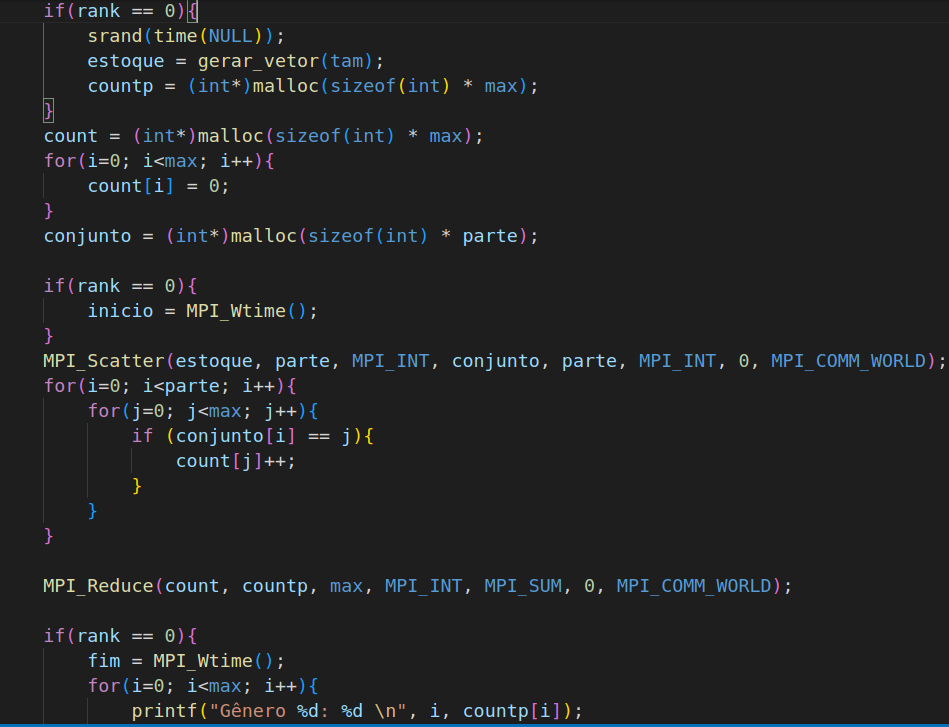 if(rank == 0){
    srand(time(NULL));
    estoque = gerar_vetor(tam);
    countp = (int*)malloc(sizeof(int) * max);
}
count = (int*)malloc(sizeof(int) * max);
for(i=0; i<max; i++){
    count[i] = 0;
}
conjunto = (int*)malloc(sizeof(int) * parte);

if(rank == 0){
    inicio = MPI_Wtime();
}
MPI_Scatter(estoque, parte, MPI_INT, conjunto, parte, MPI_INT, 0, MPI_COMM_WORLD);
for(i=0; i<parte; i++){
    for(j=0; j<max; j++){
        if (conjunto[i] == j){
            count[j]++;
        }
    }
}

MPI_Reduce(count, countp, max, MPI_INT, MPI_SUM, 0, MPI_COMM_WORLD);

if(rank == 0){
    fim = MPI_Wtime();
    for(i=0; i<max; i++){
        printf("Gênero %d: %d \n", i, countp[i]);